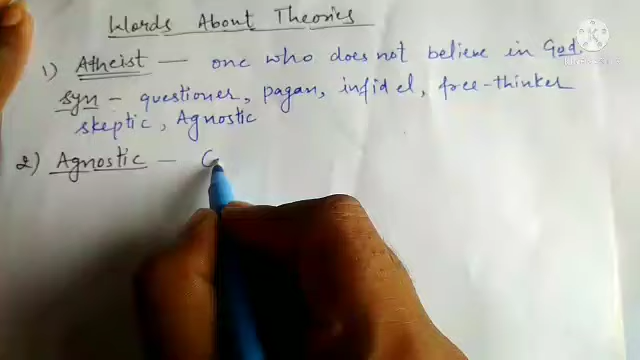 Words About Theories
1) Atheist — one who does not believe in God.
Syn - questioner, pagan, infidel, free-thinker
skeptic, Agnostic
2) Agnostic —